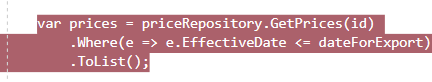 var prices = priceRepository.GetPrices(id)
.Where(e => e.EffectiveDate <= dateForExport)
.ToList();